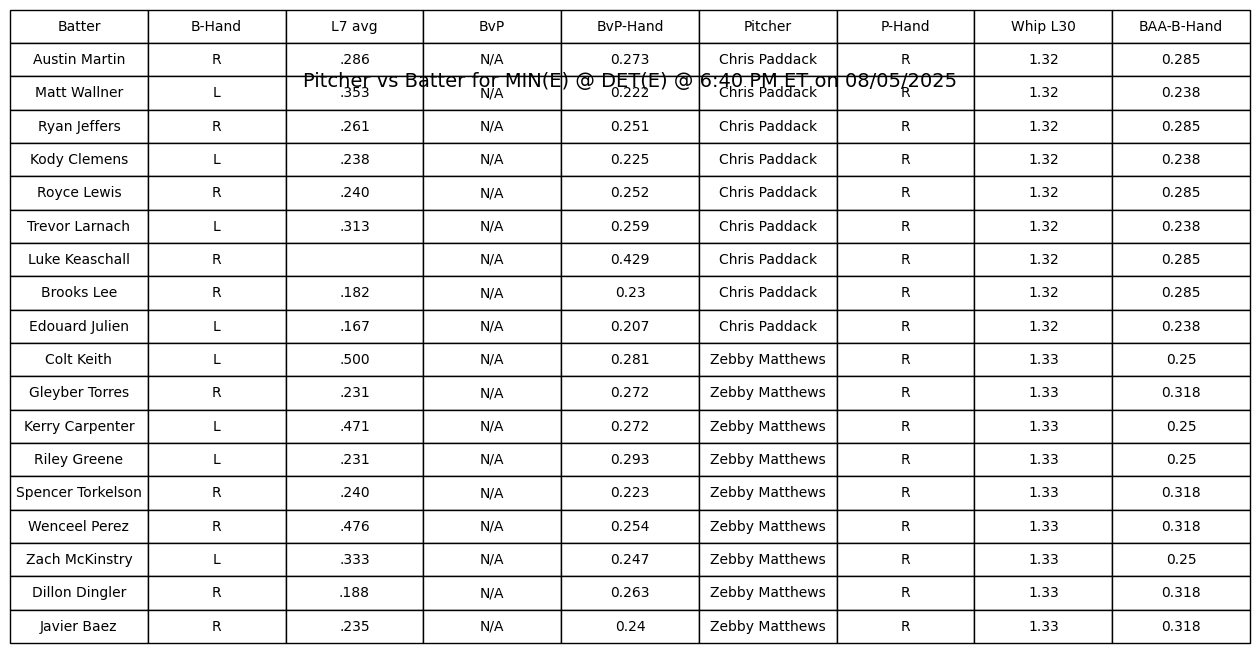 Batter B-Hand L7 avg BvP BvP-Hand Pitcher P-Hand Whip L30 BAA-B-Hand
Austin Martin R .286 N/A 0.273 Chris Paddack R 1.32 0.285
Pitcher vs Batter for MIN(E) @ DET(E) @ 6:40 PM ET on 08/05/2025
Matt Wallner L .353 N/A 0.222 Chris Paddack R 1.32 0.238
Ryan Jeffers R .261 N/A 0.251 Chris Paddack R 1.32 0.285
Kody Clemens L .238 N/A 0.225 Chris Paddack R 1.32 0.238
Royce Lewis R .240 N/A 0.252 Chris Paddack R 1.32 0.285
Trevor Larnach L .313 N/A 0.259 Chris Paddack R 1.32 0.238
Luke Keaschall R N/A 0.429 Chris Paddack R 1.32 0.285
Brooks Lee R .182 N/A 0.23 Chris Paddack R 1.32 0.285
Edouard Julien L .167 N/A 0.207 Chris Paddack R 1.32 0.238
Colt Keith L .500 N/A 0.281 Zebby Matthews R 1.33 0.25
Gleyber Torres R .231 N/A 0.272 Zebby Matthews R 1.33 0.318
Kerry Carpenter L .471 N/A 0.272 Zebby Matthews R 1.33 0.25
Riley Greene L .231 N/A 0.293 Zebby Matthews R 1.33 0.25
Spencer Torkelson R .240 N/A 0.223 Zebby Matthews R 1.33 0.318
Wenceel Perez R .476 N/A 0.254 Zebby Matthews R 1.33 0.318
Zach McKinstry L .333 N/A 0.247 Zebby Matthews R 1.33 0.25
Dillon Dingler R .188 N/A 0.263 Zebby Matthews R 1.33 0.318
Javier Baez R .235 N/A 0.24 Zebby Matthews R 1.33 0.318